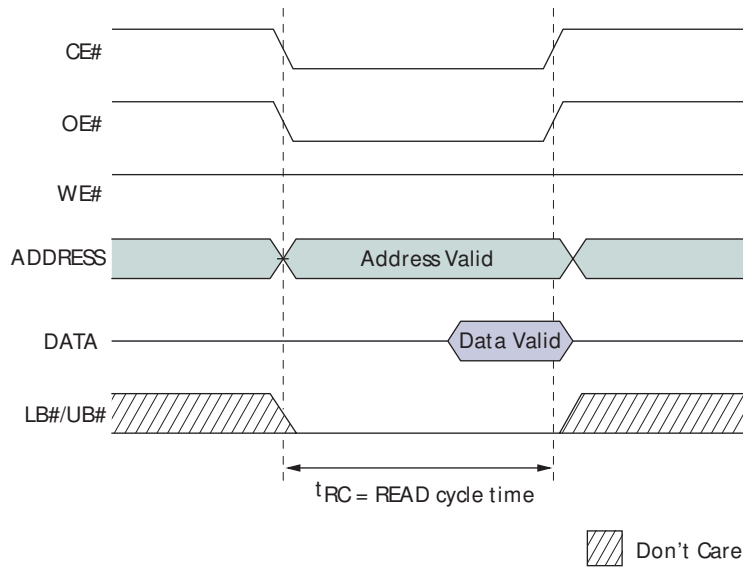 CE#
OE#
WE#
ADDRESS
Address Valid
DATA
Data Valid
LB#/UB#
tRC = READ cycle time
Don't Care